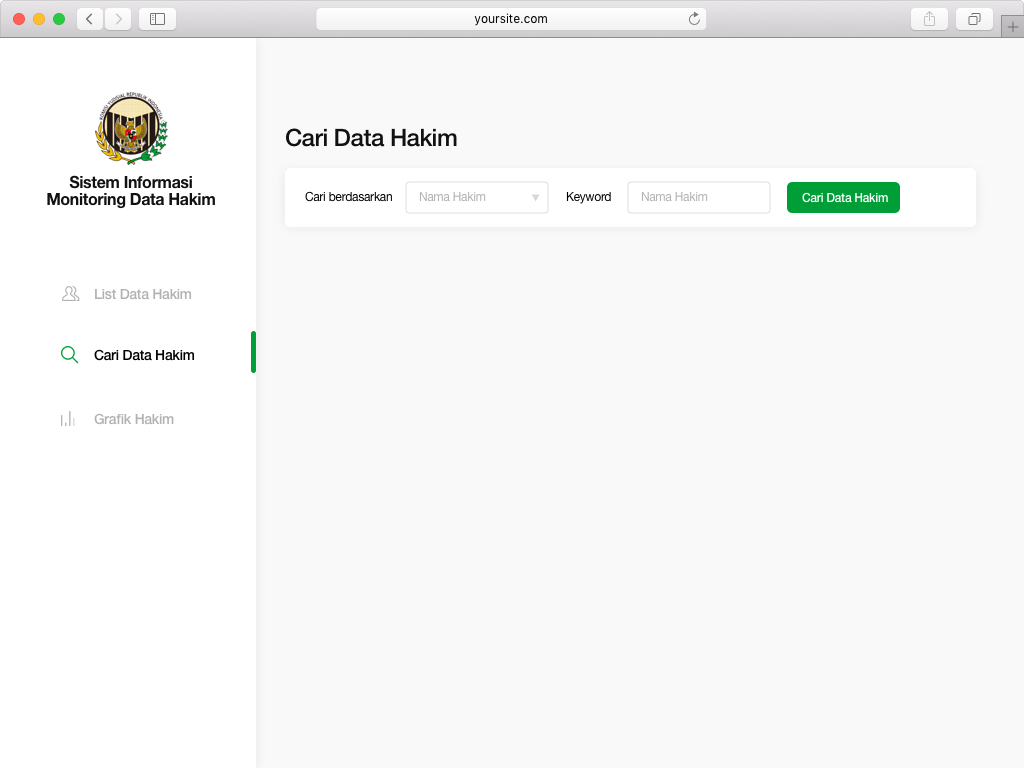 yoursite.com
KOMISI YUDISIAL REPUBLIK INDONESIA
Sistem Informasi
Monitoring Data Hakim
List Data Hakim
Cari Data Hakim
Grafik Hakim
Cari Data Hakim
Cari berdasarkan Nama Hakim Keyword Nama Hakim Cari Data Hakim